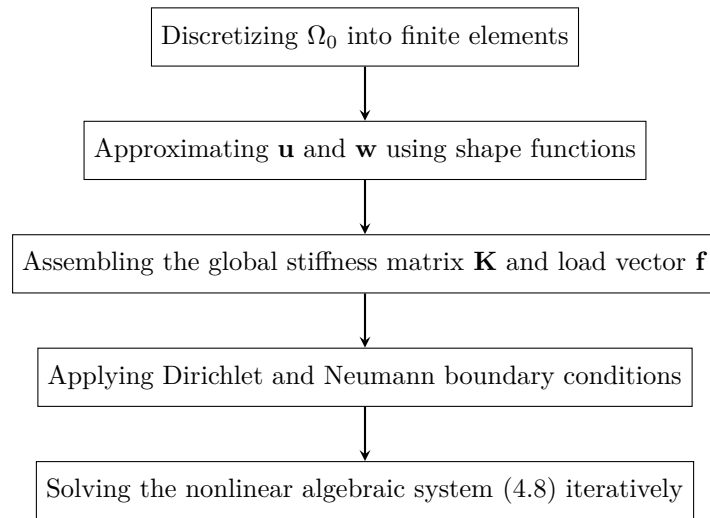 Discretizing Ω₀ into finite elements
Approximating u and w using shape functions
Assembling the global stiffness matrix K and load vector f
Applying Dirichlet and Neumann boundary conditions
Solving the nonlinear algebraic system (4.8) iteratively